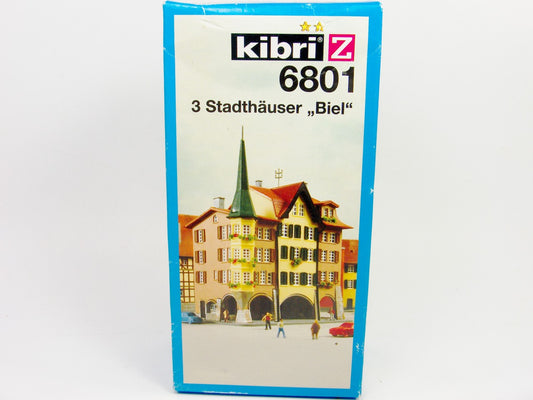 kibri® Z
6801
3 Stadthäuser „Biel“